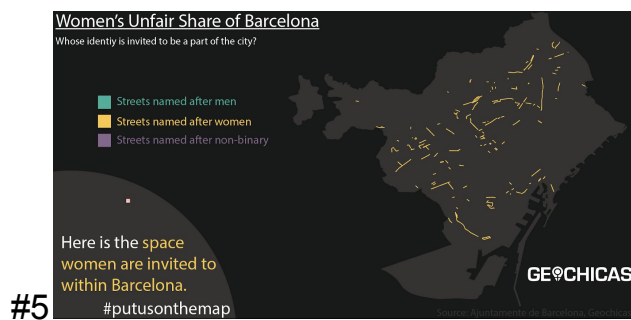 Women's Unfair Share of Barcelona
Whose identiy is invited to be a part of the city?
Streets named after men
Streets named after women
Streets named after non-binary
Here is the space
women are invited to
within Barcelona.
#putusonthemap
GEOCHICAS
Source: Ajuntamente de Barcelona, Geochicas
#5